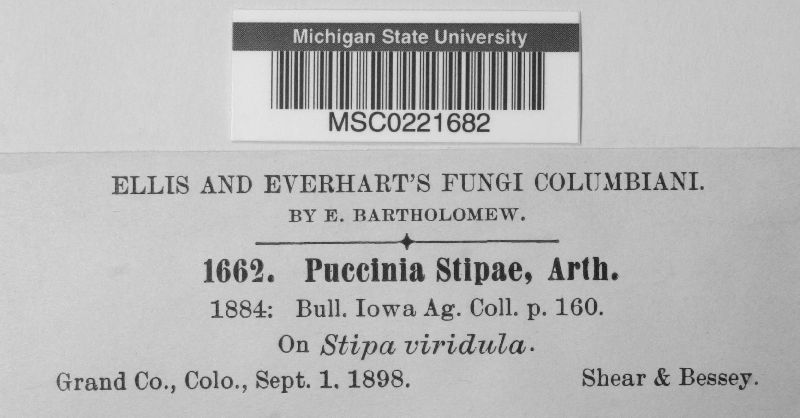 Michigan State University
MSC0221682
ELLIS AND EVERHART'S FUNGI COLUMBIANI.
BY E. BARTHOLOMEW.
1662. Puccinia Stipae, Arth.
1884: Bull. Iowa Ag. Coll. p. 160.
On Stipa viridula.
Grand Co., Colo., Sept. 1. 1898. Shear & Bessey.